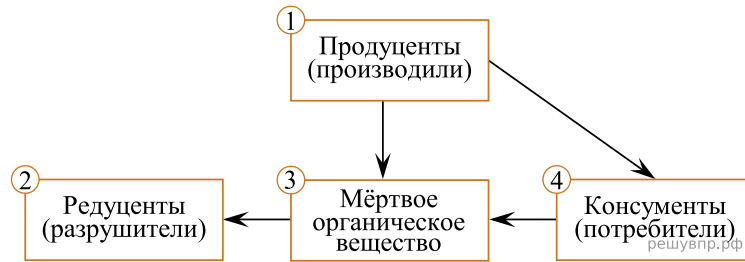 1
Продуценты
(производили)
2
Редуценты
(разрушители)
3
Мёртвое
органическое
вещество
4
Консументы
(потребители)
решувпр.рф